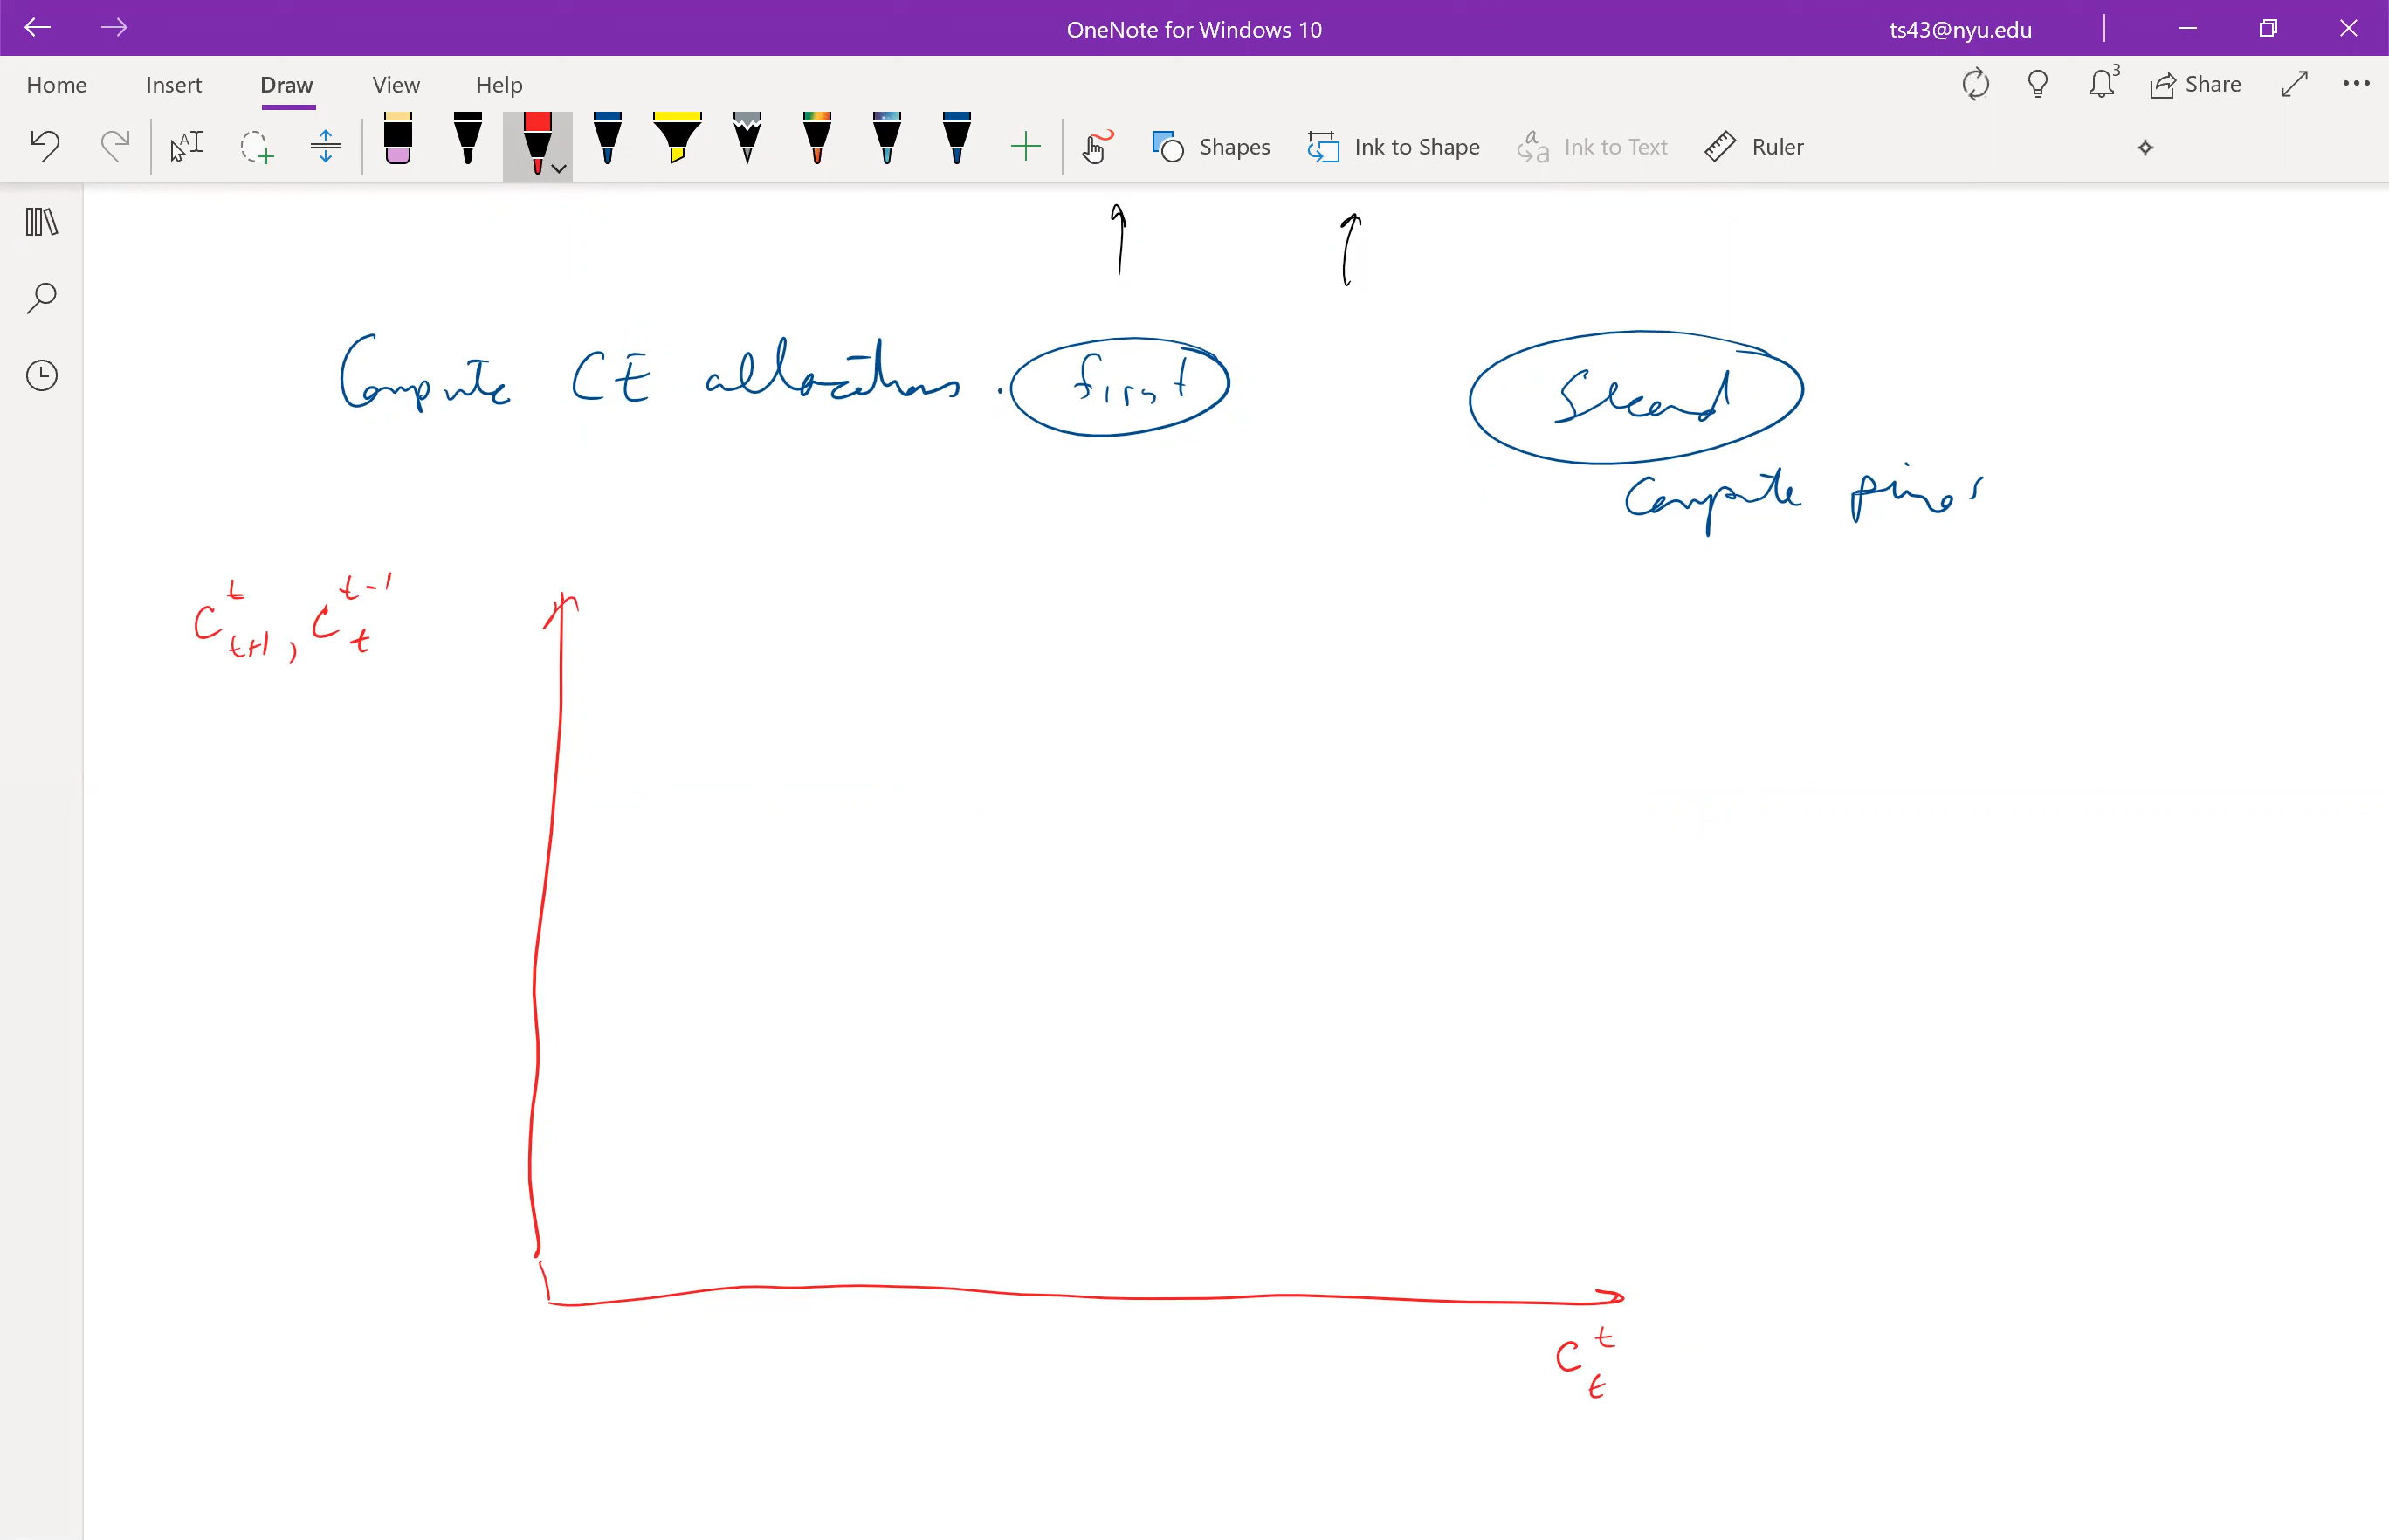 OneNote for Windows 10 ts43@nyu.edu
Home Insert Draw View Help 3 Share
Shapes Ink to Shape Ink to Text Ruler
Compute CE allocations. first Second
Compute prices
C^t_{t+1}, C^{t-1}_t
C^t_t